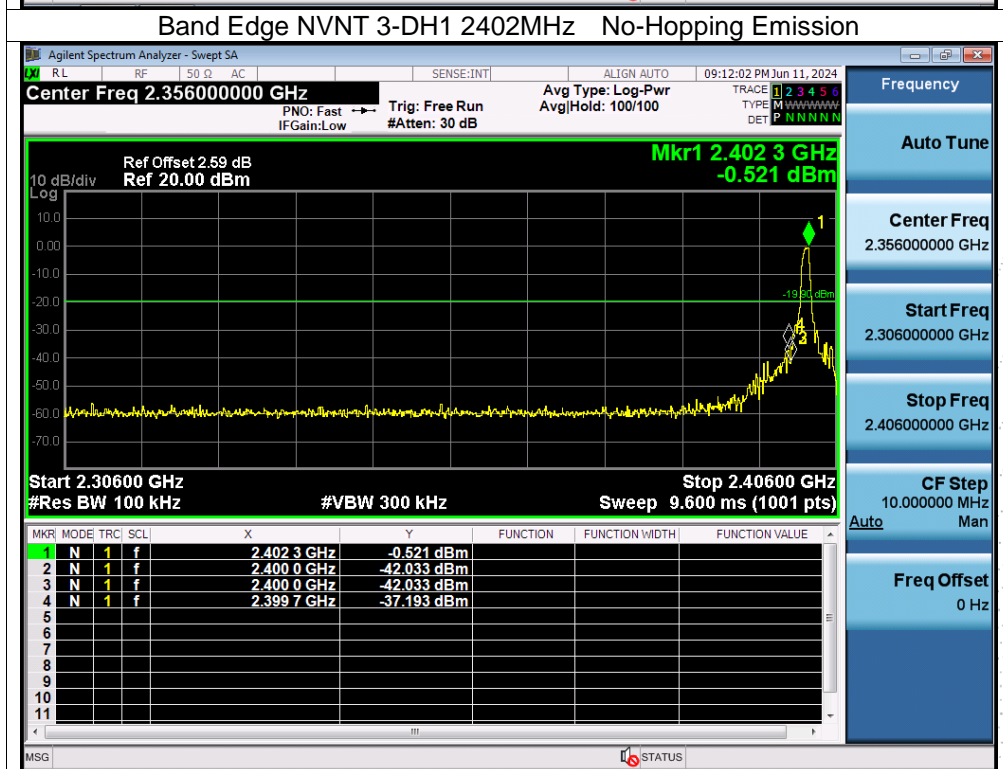 Band Edge NVNT 3-DH1 2402MHz No-Hopping Emission
Agilent Spectrum Analyzer - Swept SA
LXI RL RF 50 Ω AC SENSE:INT ALIGN AUTO 09:12:02 PM Jun 11, 2024
Center Freq 2.356000000 GHz
PNO: Fast
IFGain:Low
Trig: Free Run
#Atten: 30 dB
Avg Type: Log-Pwr
Avg|Hold: 100/100
TRACE 1 2 3 4 5 6
TYPE M WWWWW
DET P N N N N N
Frequency
Auto Tune
Center Freq
2.356000000 GHz
Start Freq
2.306000000 GHz
Stop Freq
2.406000000 GHz
CF Step
10.000000 MHz
Auto Man
Freq Offset
0 Hz
Mkr1 2.402 3 GHz
-0.521 dBm
Ref Offset 2.59 dB
10 dB/div Ref 20.00 dBm
Log
10.0
0.00
-10.0
-20.0
-30.0
-40.0
-50.0
-60.0
-70.0
1
-19.90 dBm
4
3
Start 2.30600 GHz Stop 2.40600 GHz
#Res BW 100 kHz #VBW 300 kHz Sweep 9.600 ms (1001 pts)
MKR MODE TRC SCL X Y FUNCTION FUNCTION WIDTH FUNCTION VALUE
1 N 1 f 2.402 3 GHz -0.521 dBm
2 N 1 f 2.400 0 GHz -42.033 dBm
3 N 1 f 2.400 0 GHz -42.033 dBm
4 N 1 f 2.399 7 GHz -37.193 dBm
5
6
7
8
9
10
11
MSG STATUS